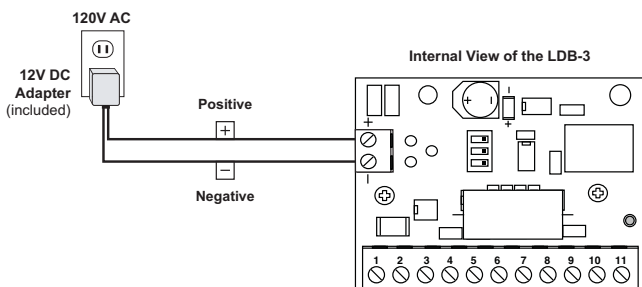 120V AC
12V DC
Adapter
(included)
Positive
+
−
Negative
Internal View of the LDB-3
+
−
+ −
−
+
1 2 3 4 5 6 7 8 9 10 11